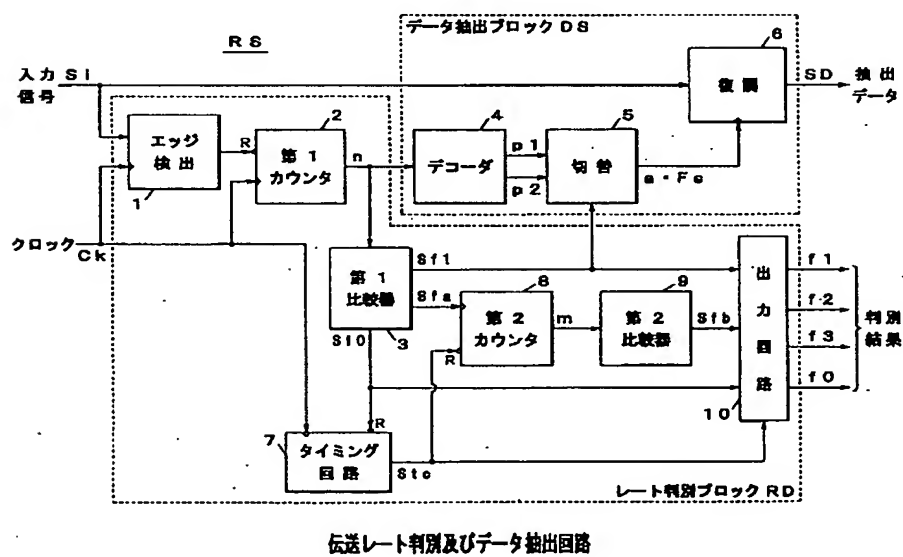 データ抽出ブロックDS
RS
入力 Si
信号
6
復調
SD
抽出
データ
エッジ
検出
1
R
2
第1
カウンタ
n
4
デコーダ
p1
p2
5
切替
a・Fc
クロック
Ck
第1
比較器
3
Sf1
Sfa
Sf0
8
第2
カウンタ
R
m
9
第2
比較器
Sfb
出力回路
10
f1
f2
f3
f0
判別
結果
R
7
タイミング
回路
Stc
レート判別ブロックRD
伝送レート判別及びデータ抽出回路